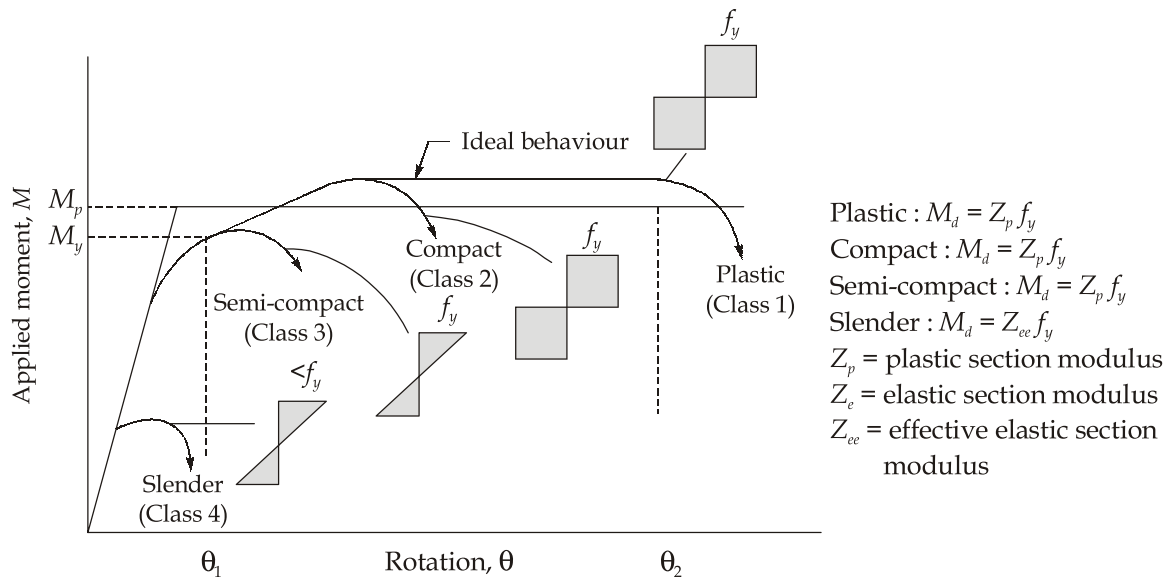 f_y
Ideal behaviour
Applied moment, M
M_p
M_y
Compact
(Class 2)
f_y
Plastic
(Class 1)
Semi-compact
(Class 3)
f_y
<f_y
Slender
(Class 4)
θ_1
Rotation, θ
θ_2
Plastic : M_d = Z_p f_y
Compact : M_d = Z_p f_y
Semi-compact : M_d = Z_p f_y
Slender : M_d = Z_ee f_y
Z_p = plastic section modulus
Z_e = elastic section modulus
Z_ee = effective elastic section
modulus